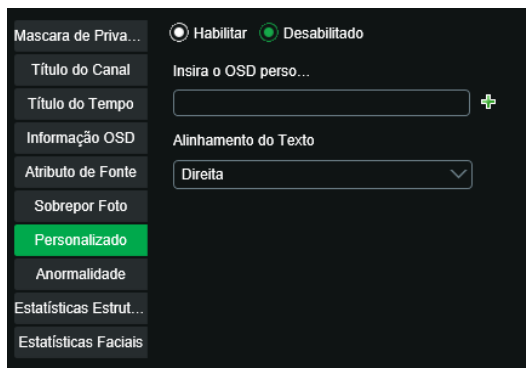 Mascara de Priva...
Título do Canal
Título do Tempo
Informação OSD
Atributo de Fonte
Sobrepor Foto
Personalizado
Anormalidade
Estatísticas Estrut...
Estatísticas Faciais
Habilitar Desabilitado
Insira o OSD perso...
Alinhamento do Texto
Direita